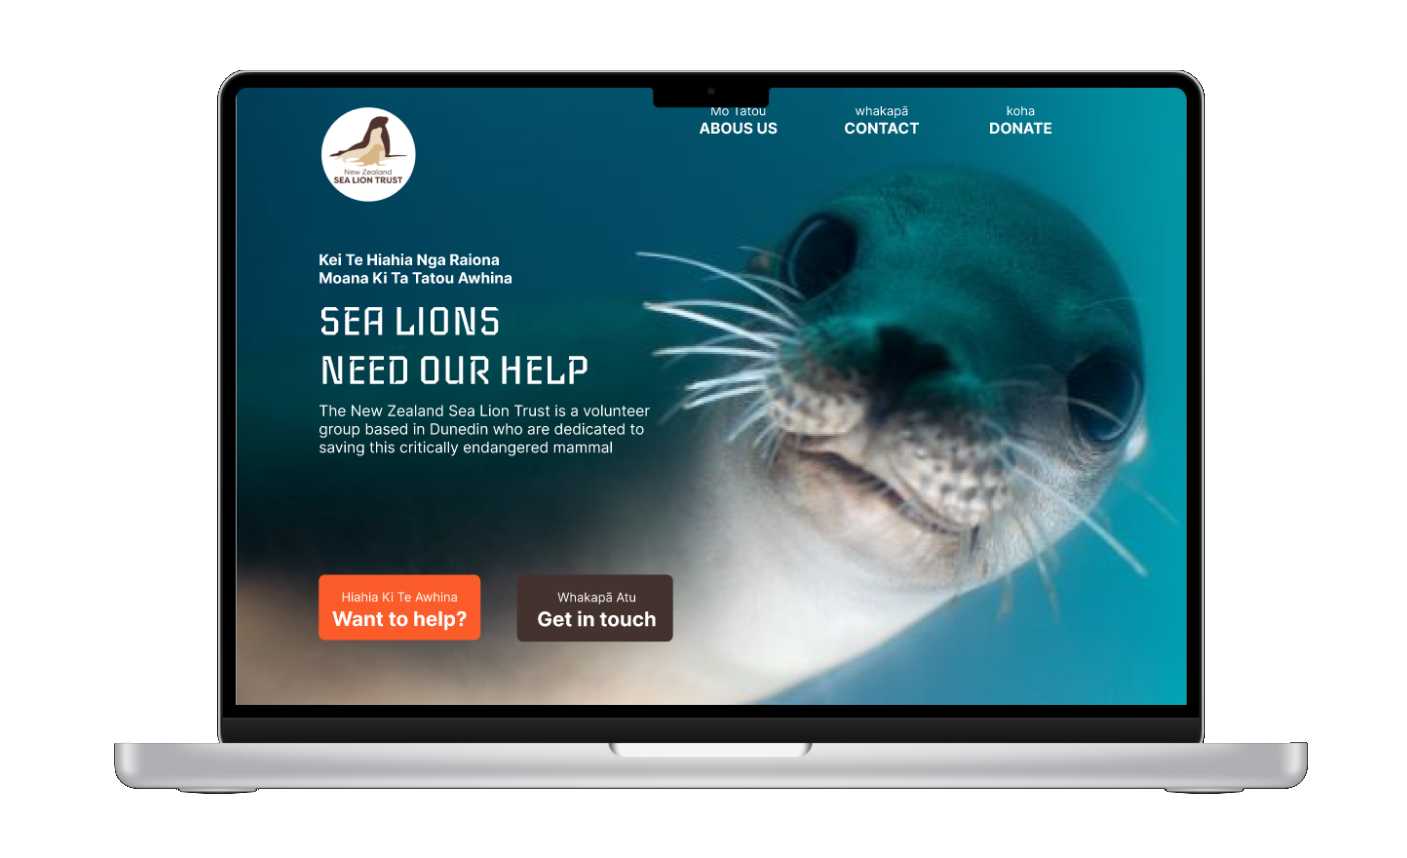 New Zealand
SEA LION TRUST
Mo Tatou
ABOUS US
whakapā
CONTACT
koha
DONATE
Kei Te Hiahia Nga Raiona
Moana Ki Ta Tatou Awhina
SEA LIONS
NEED OUR HELP
The New Zealand Sea Lion Trust is a volunteer
group based in Dunedin who are dedicated to
saving this critically endangered mammal
Hiahia Ki Te Awhina
Want to help?
Whakapā Atu
Get in touch